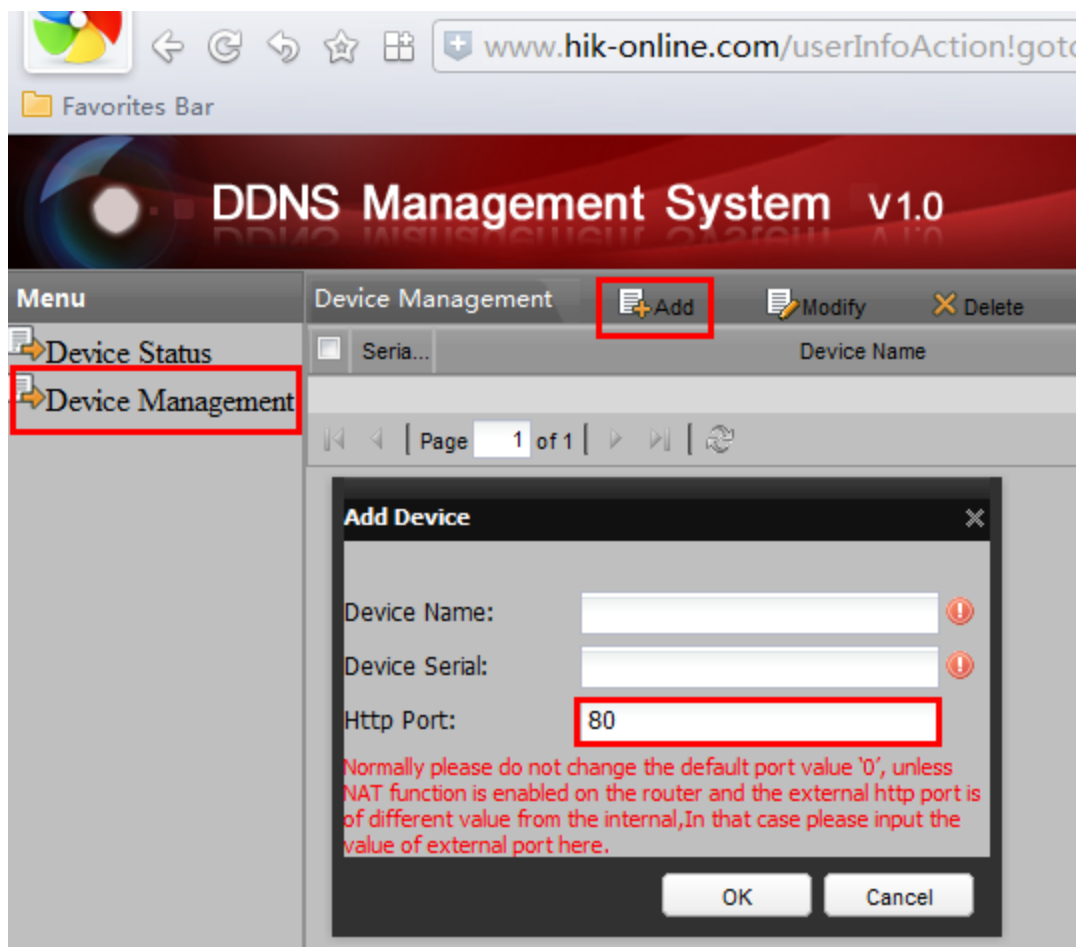 www.hik-online.com/userInfoAction!goto
Favorites Bar
DDNS Management System V1.0
Menu
Device Management Add Modify Delete
Device Status
Seria... Device Name
Device Management
Page 1 of 1
Add Device
Device Name:
Device Serial:
Http Port: 80
Normally please do not change the default port value '0', unless
NAT function is enabled on the router and the external http port is
of different value from the internal,In that case please input the
value of external port here.
OK Cancel